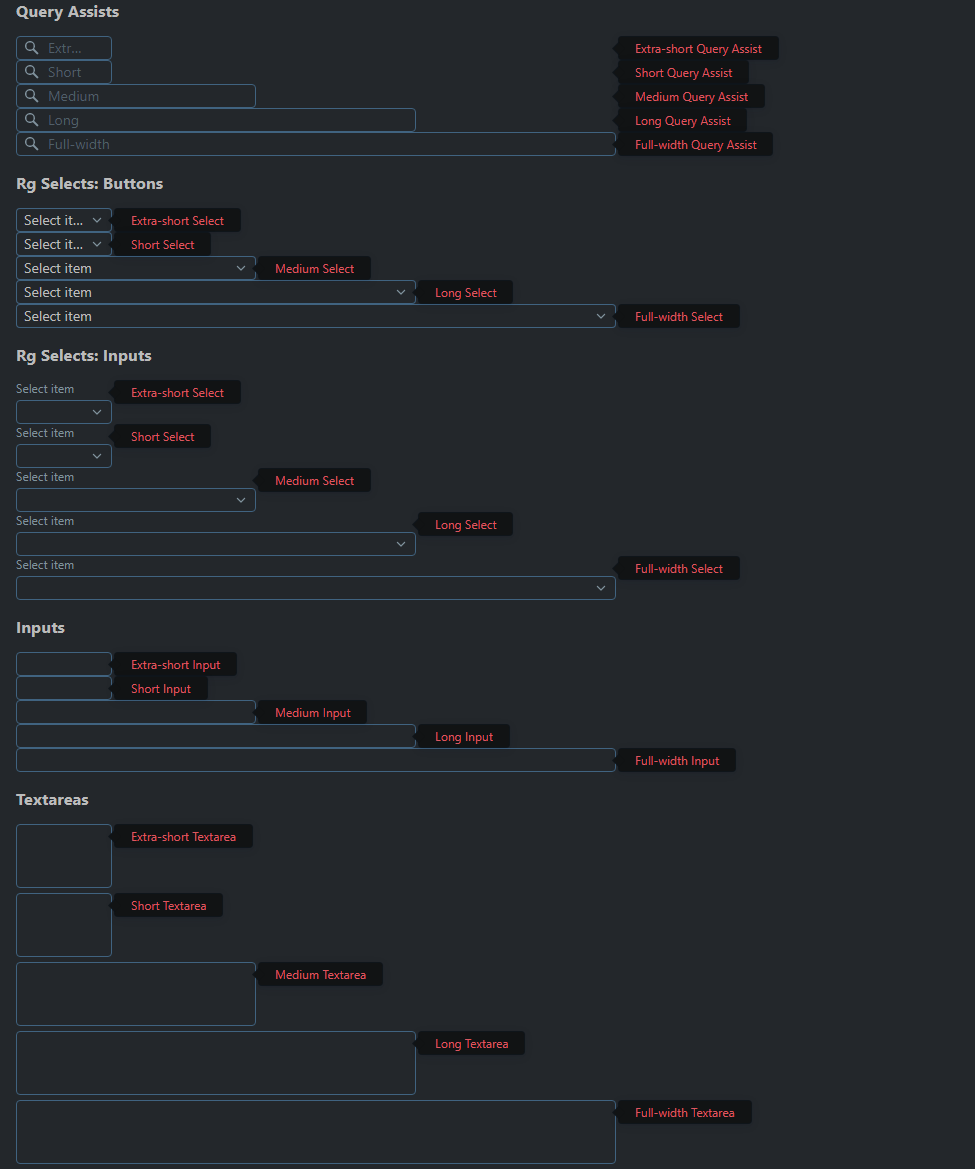 Query Assists
Extr... Extra-short Query Assist
Short Short Query Assist
Medium Medium Query Assist
Long Long Query Assist
Full-width Full-width Query Assist
Rg Selects: Buttons
Select it... Extra-short Select
Select it... Short Select
Select item Medium Select
Select item Long Select
Select item Full-width Select
Rg Selects: Inputs
Select item Extra-short Select
Select item Short Select
Select item Medium Select
Select item Long Select
Select item Full-width Select
Inputs
Extra-short Input
Short Input
Medium Input
Long Input
Full-width Input
Textareas
Extra-short Textarea
Short Textarea
Medium Textarea
Long Textarea
Full-width Textarea